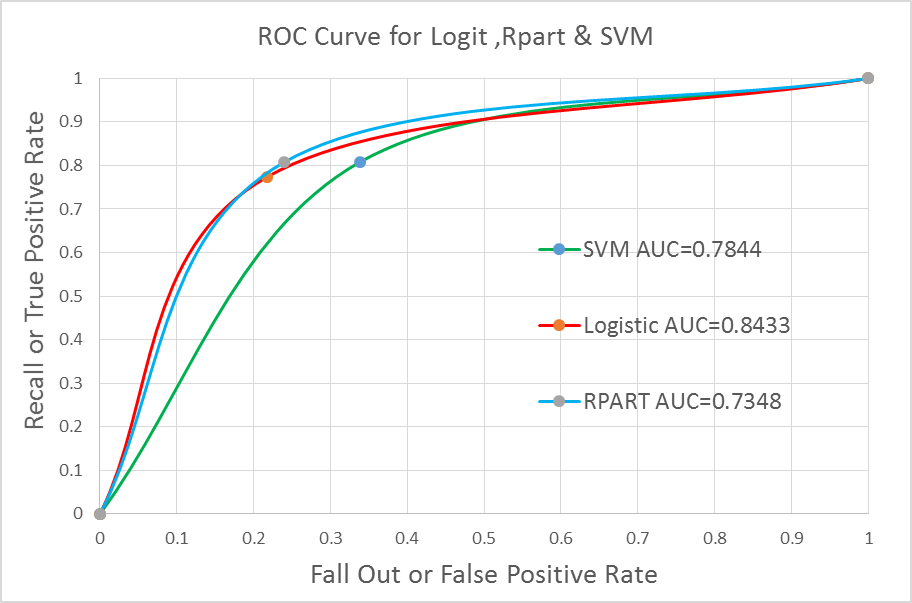 ROC Curve for Logit ,Rpart & SVM
Recall or True Positive Rate
1
0.9
0.8
0.7
0.6
0.5
0.4
0.3
0.2
0.1
0
SVM AUC=0.7844
Logistic AUC=0.8433
RPART AUC=0.7348
0 0.1 0.2 0.3 0.4 0.5 0.6 0.7 0.8 0.9 1
Fall Out or False Positive Rate